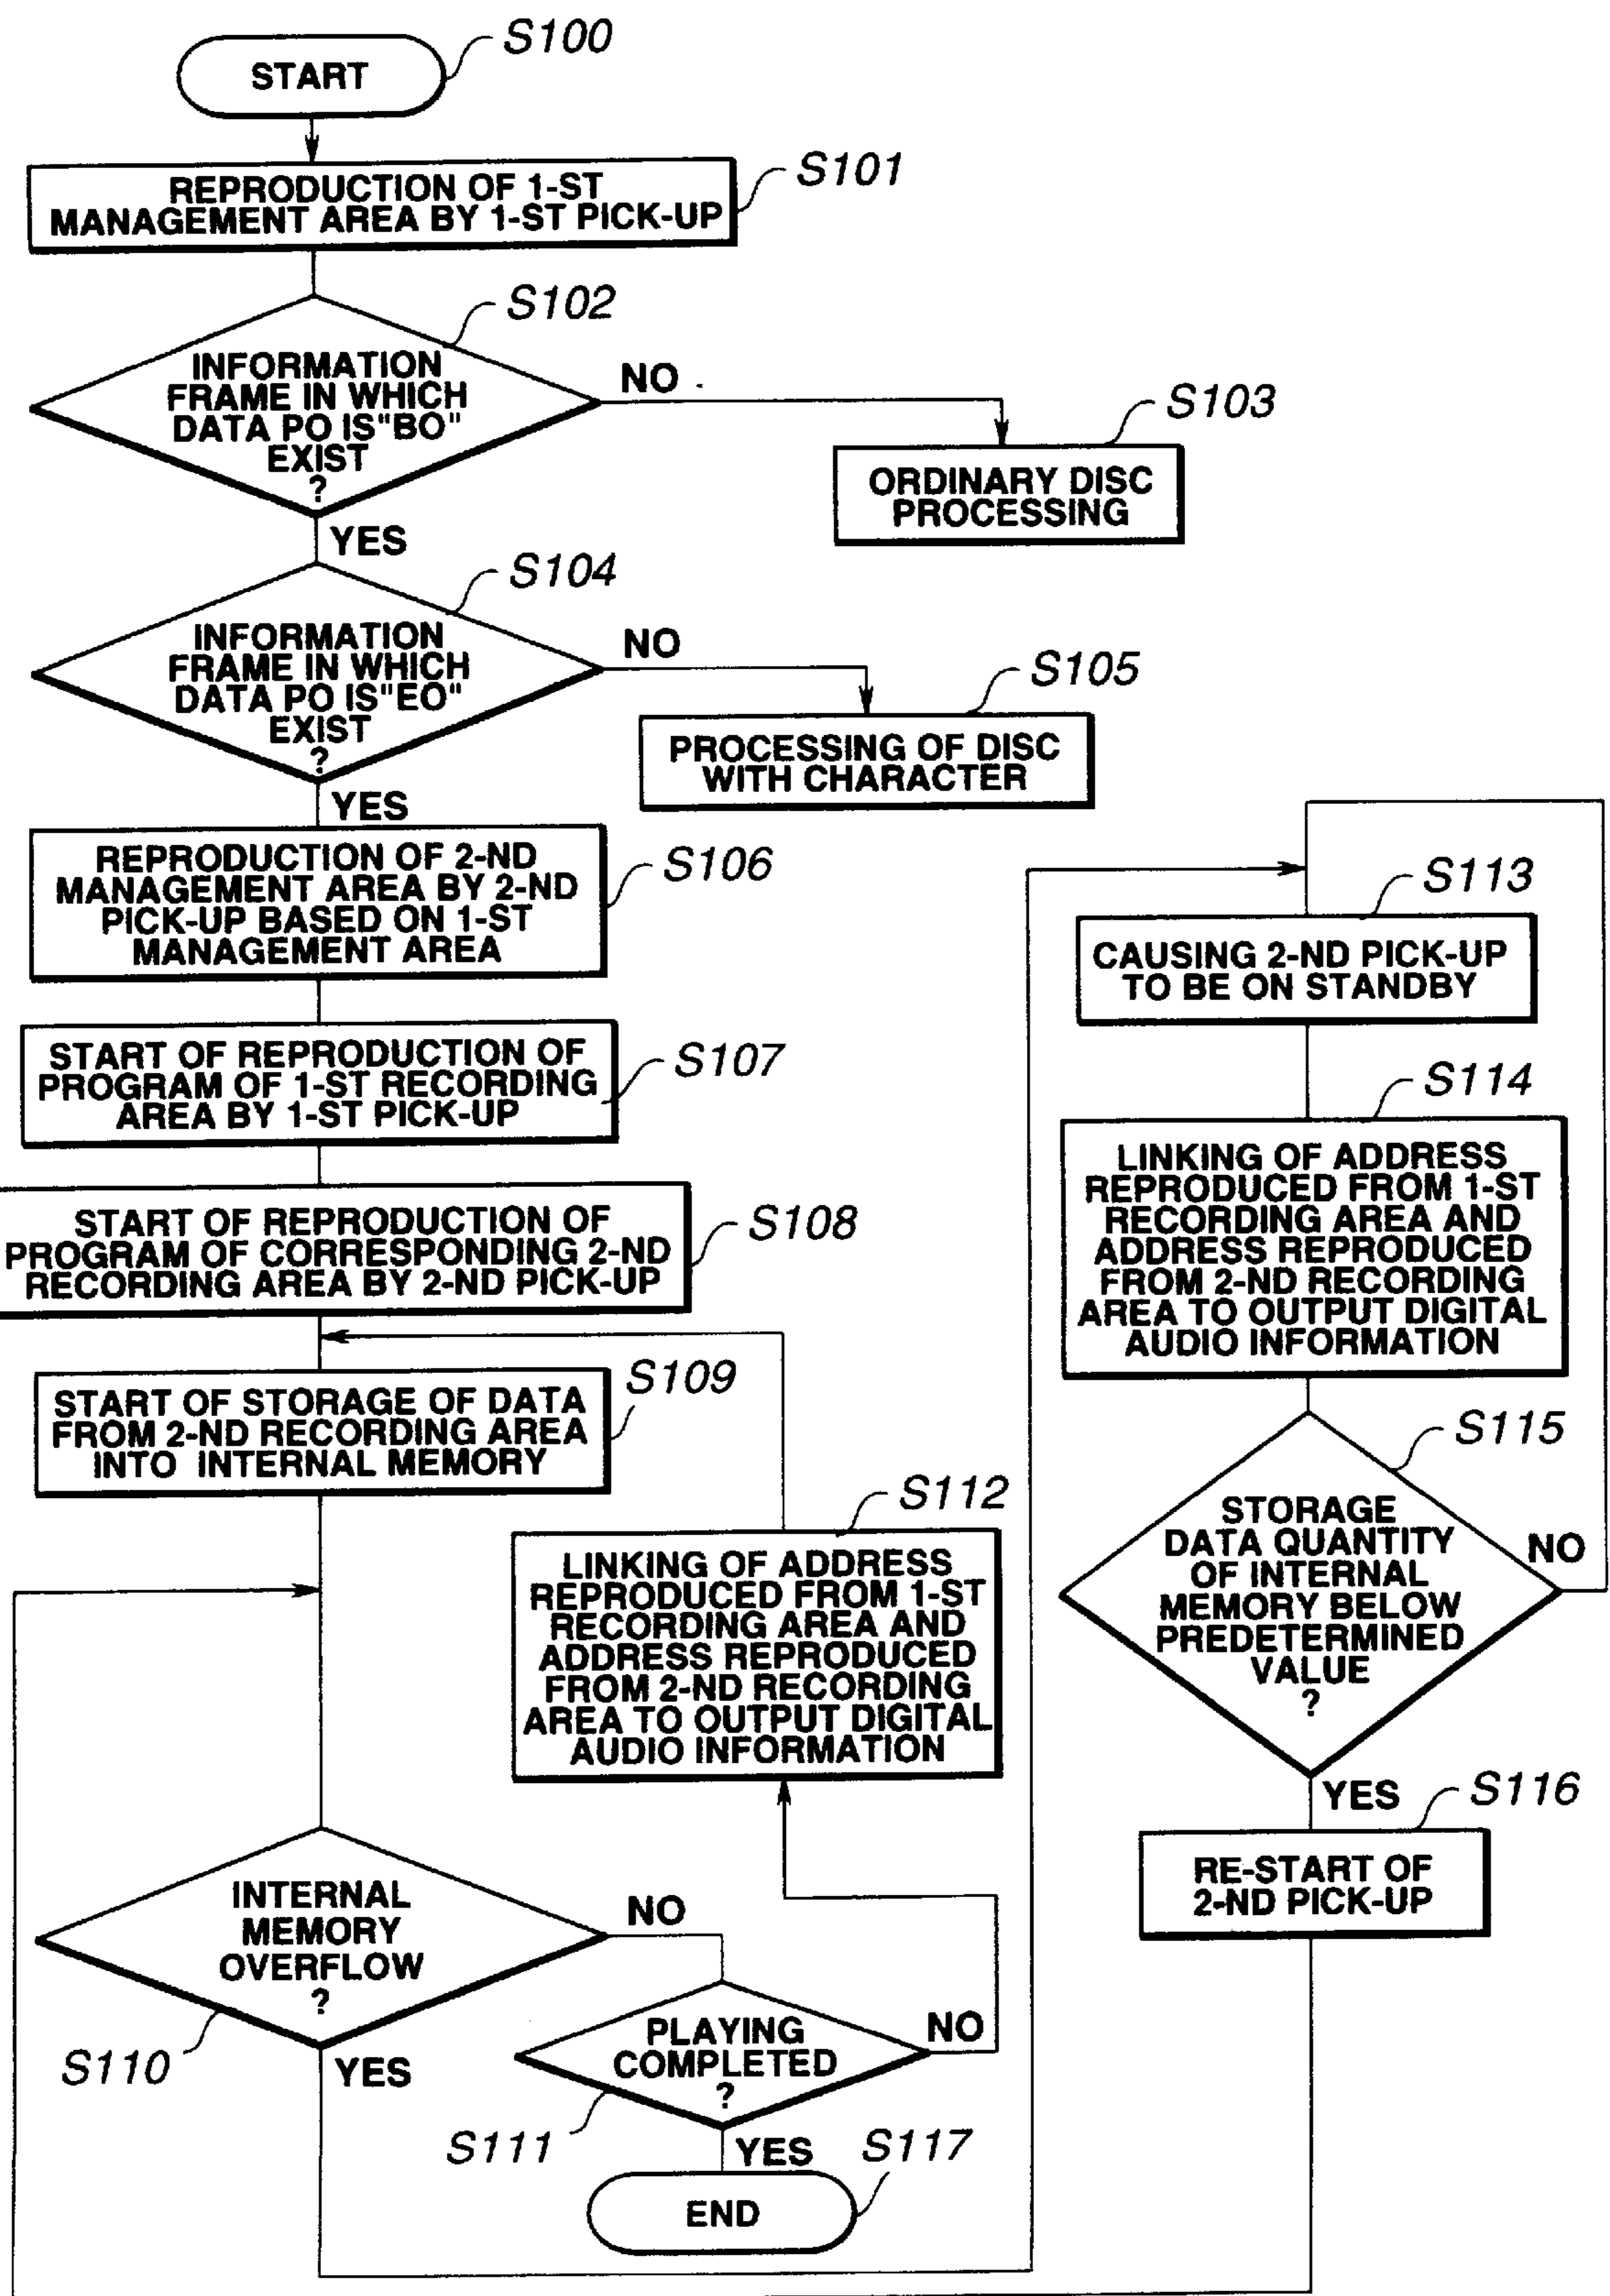 START
S100
REPRODUCTION OF 1-ST
MANAGEMENT AREA BY 1-ST PICK-UP
S101
S102
INFORMATION
FRAME IN WHICH
DATA PO IS"BO"
EXIST
?
NO
YES
S103
ORDINARY DISC
PROCESSING
S104
INFORMATION
FRAME IN WHICH
DATA PO IS"EO"
EXIST
?
NO
YES
S105
PROCESSING OF DISC
WITH CHARACTER
REPRODUCTION OF 2-ND
MANAGEMENT AREA BY 2-ND
PICK-UP BASED ON 1-ST
MANAGEMENT AREA
S106
START OF REPRODUCTION OF
PROGRAM OF 1-ST RECORDING
AREA BY 1-ST PICK-UP
S107
START OF REPRODUCTION OF
PROGRAM OF CORRESPONDING 2-ND
RECORDING AREA BY 2-ND PICK-UP
S108
START OF STORAGE OF DATA
FROM 2-ND RECORDING AREA
INTO INTERNAL MEMORY
S109
INTERNAL
MEMORY
OVERFLOW
?
S110
NO
YES
PLAYING
COMPLETED
?
S111
NO
YES
S112
LINKING OF ADDRESS
REPRODUCED FROM 1-ST
RECORDING AREA AND
ADDRESS REPRODUCED
FROM 2-ND RECORDING
AREA TO OUTPUT DIGITAL
AUDIO INFORMATION
S117
END
S113
CAUSING 2-ND PICK-UP
TO BE ON STANDBY
S114
LINKING OF ADDRESS
REPRODUCED FROM 1-ST
RECORDING AREA AND
ADDRESS REPRODUCED
FROM 2-ND RECORDING
AREA TO OUTPUT DIGITAL
AUDIO INFORMATION
S115
STORAGE
DATA QUANTITY
OF INTERNAL
MEMORY BELOW
PREDETERMINED
VALUE
?
NO
YES
S116
RE-START OF
2-ND PICK-UP